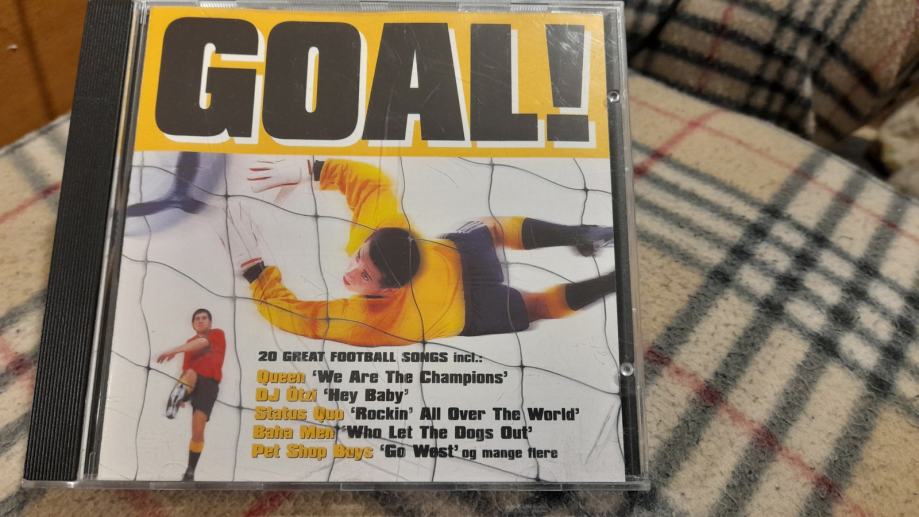 GOAL!
20 GREAT FOOTBALL SONGS incl.:
Queen 'We Are The Champions'
DJ Ötzi 'Hey Baby'
Status Quo 'Rockin' All Over The World'
Baha Men 'Who Let The Dogs Out'
Pet Shop Boys 'Go West' og mange flere